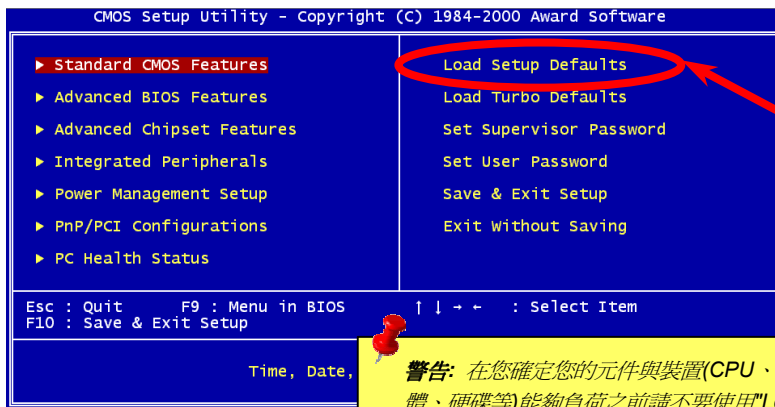 CMOS Setup Utility - Copyright (C) 1984-2000 Award Software
▶ Standard CMOS Features
▶ Advanced BIOS Features
▶ Advanced Chipset Features
▶ Integrated Peripherals
▶ Power Management Setup
▶ PnP/PCI Configurations
▶ PC Health Status
Load Setup Defaults
Load Turbo Defaults
Set Supervisor Password
Set User Password
Save & Exit Setup
Exit Without Saving
Esc : Quit F9 : Menu in BIOS ↑ ↓ → ← : Select Item
F10 : Save & Exit Setup
Time, Date,
警告: 在您確定您的元件與裝置(CPU、
體、硬碟等)能夠負荷之前請不要使用"L